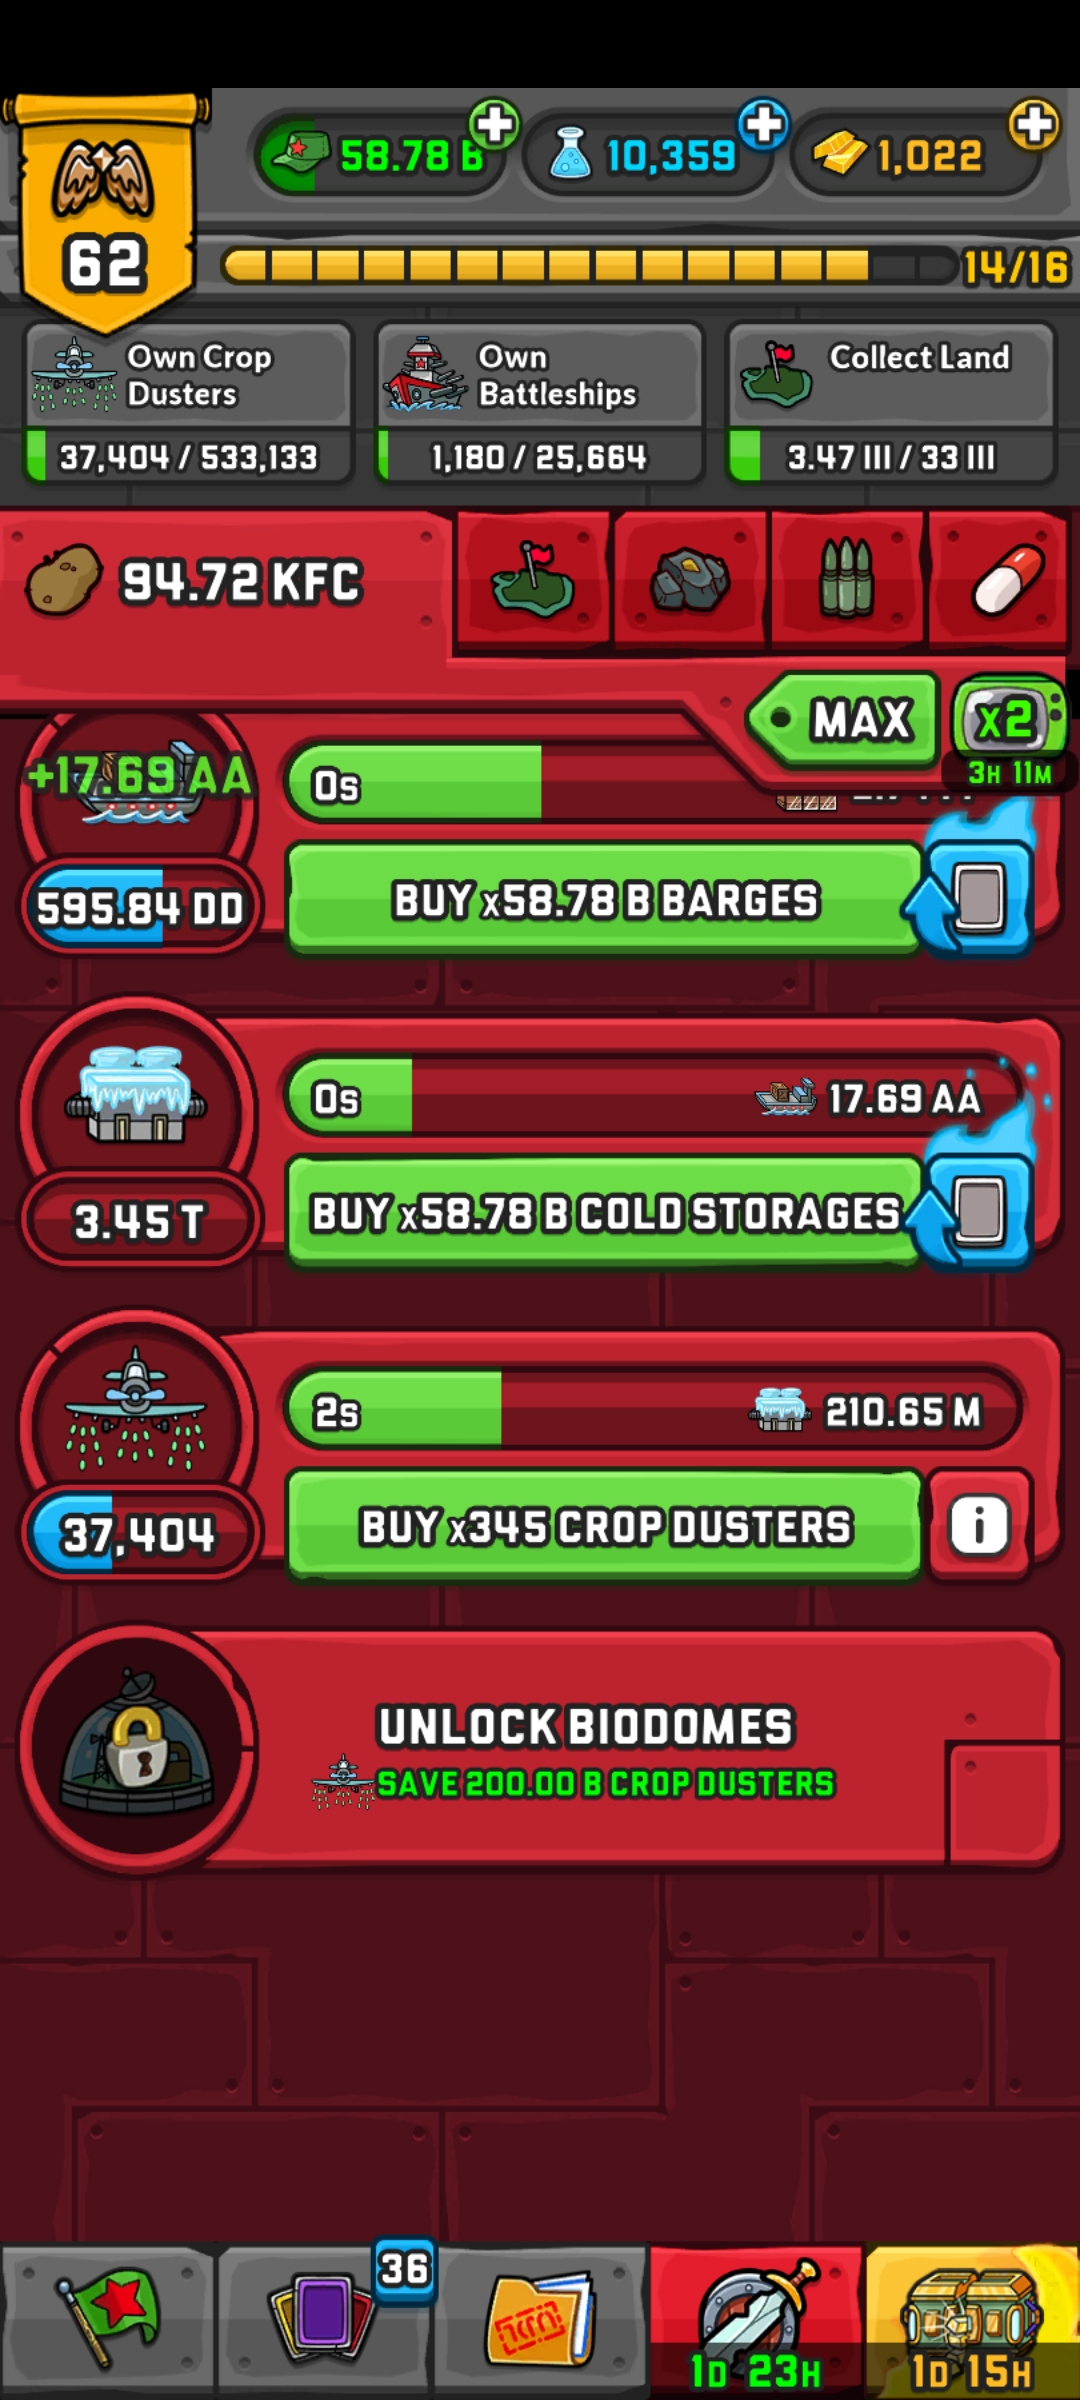 58.78 B
10,359
1,022
62
14/16
Own Crop Dusters
37,404 / 533,133
Own Battleships
1,180 / 25,664
Collect Land
3.47 III / 33 III
94.72 KFC
MAX
x2
3H 11M
+17.69 AA
0s
595.84 DD
BUY x58.78 B BARGES
0s
17.69 AA
3.45 T
BUY x58.78 B COLD STORAGES
2s
210.65 M
37,404
BUY x345 CROP DUSTERS
i
UNLOCK BIODOMES
SAVE 200.00 B CROP DUSTERS
36
1D 23H
1D 15H